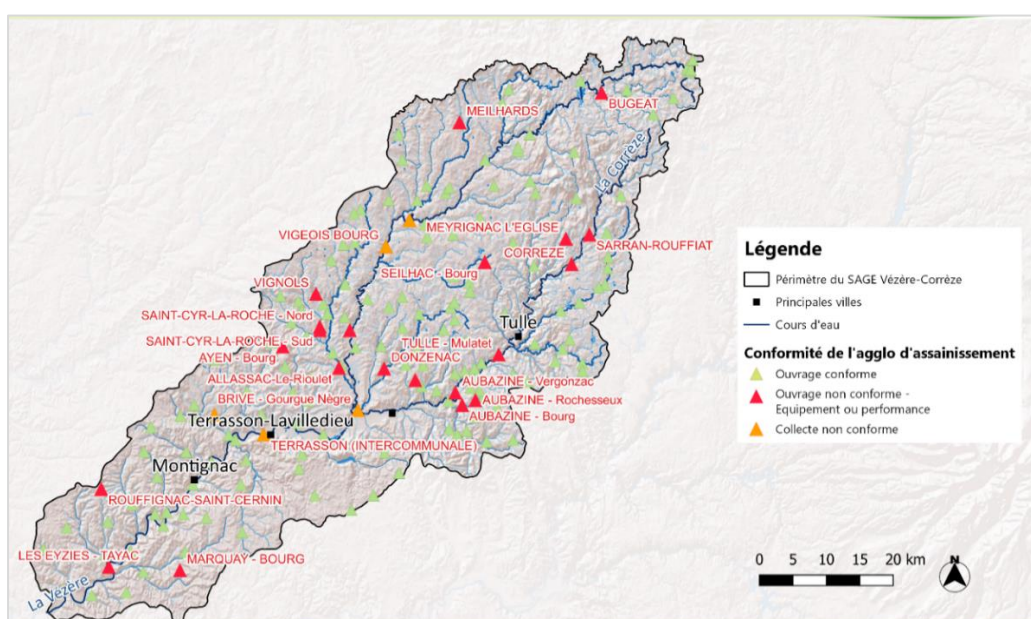 BUGEAT
MEILHARDS
La Corrèze
MEYRIGNAC L'EGLISE
VIGEOIS BOURG
SARRAN-ROUFFIAT
CORREZE
SEILHAC - Bourg
VIGNOLS
SAINT-CYR-LA-ROCHE - Nord
Tulle
SAINT-CYR-LA-ROCHE - Sud
TULLE - Mulatet
AYEN - Bourg
DONZENAC
ALLASSAC-Le-Rioulet
AUBAZINE - Vergonzac
BRIVE - Gourgue Nègre
AUBAZINE - Rochesseux
AUBAZINE - Bourg
Terrasson-Lavilledieu
TERRASSON (INTERCOMMUNALE)
Montignac
ROUFFIGNAC-SAINT-CERNIN
LES EYZIES - TAYAC
MARQUAY - BOURG
La Vézère
Légende
Périmètre du SAGE Vézère-Corrèze
Principales villes
Cours d'eau
Conformité de l'agglo d'assainissement
Ouvrage conforme
Ouvrage non conforme -
Equipement ou performance
Collecte non conforme
0 5 10 15 20 km
N